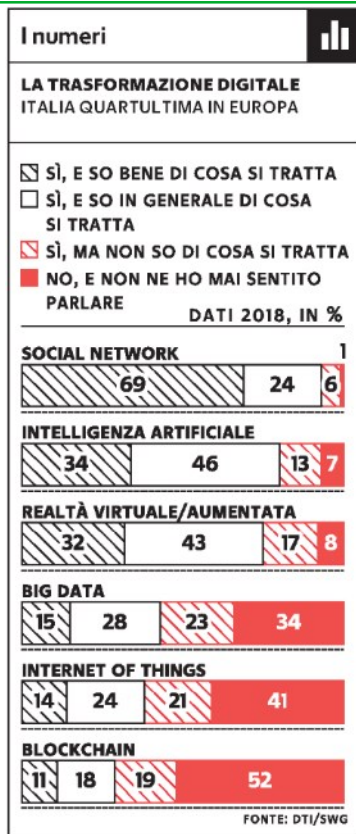 I numeri
LA TRASFORMAZIONE DIGITALE
ITALIA QUARTULTIMA IN EUROPA
SÌ, E SO BENE DI COSA SI TRATTA
SÌ, E SO IN GENERALE DI COSA
SI TRATTA
SÌ, MA NON SO DI COSA SI TRATTA
NO, E NON NE HO MAI SENTITO
PARLARE
DATI 2018, IN %
SOCIAL NETWORK 1
69 24 6
INTELLIGENZA ARTIFICIALE
34 46 13 7
REALTÀ VIRTUALE/AUMENTATA
32 43 17 8
BIG DATA
15 28 23 34
INTERNET OF THINGS
14 24 21 41
BLOCKCHAIN
11 18 19 52
FONTE: DTI/SWG